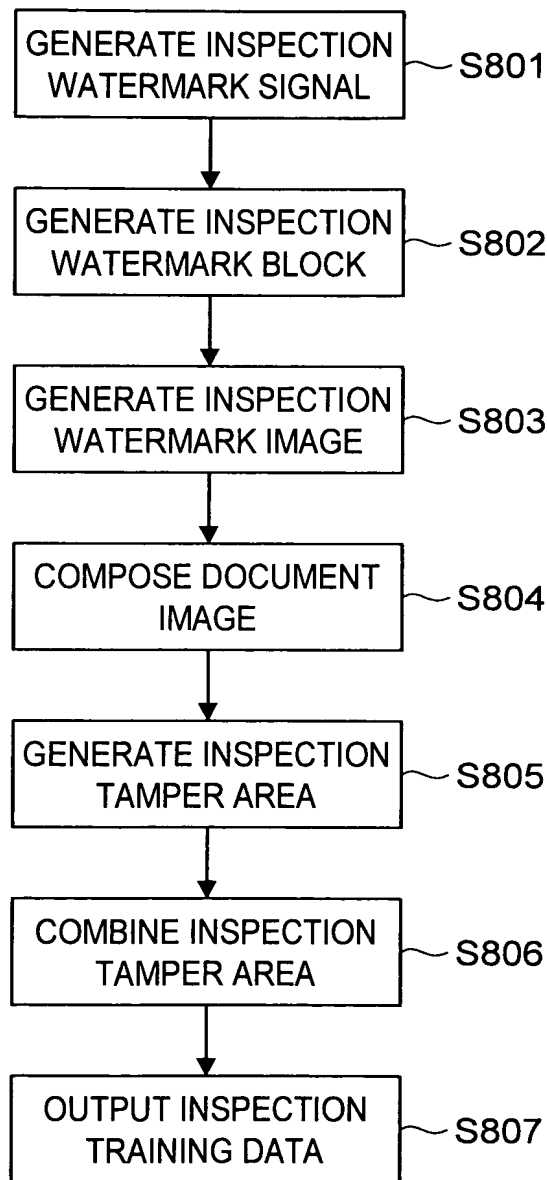 GENERATE INSPECTION
WATERMARK SIGNAL
S801
GENERATE INSPECTION
WATERMARK BLOCK
S802
GENERATE INSPECTION
WATERMARK IMAGE
S803
COMPOSE DOCUMENT
IMAGE
S804
GENERATE INSPECTION
TAMPER AREA
S805
COMBINE INSPECTION
TAMPER AREA
S806
OUTPUT INSPECTION
TRAINING DATA
S807